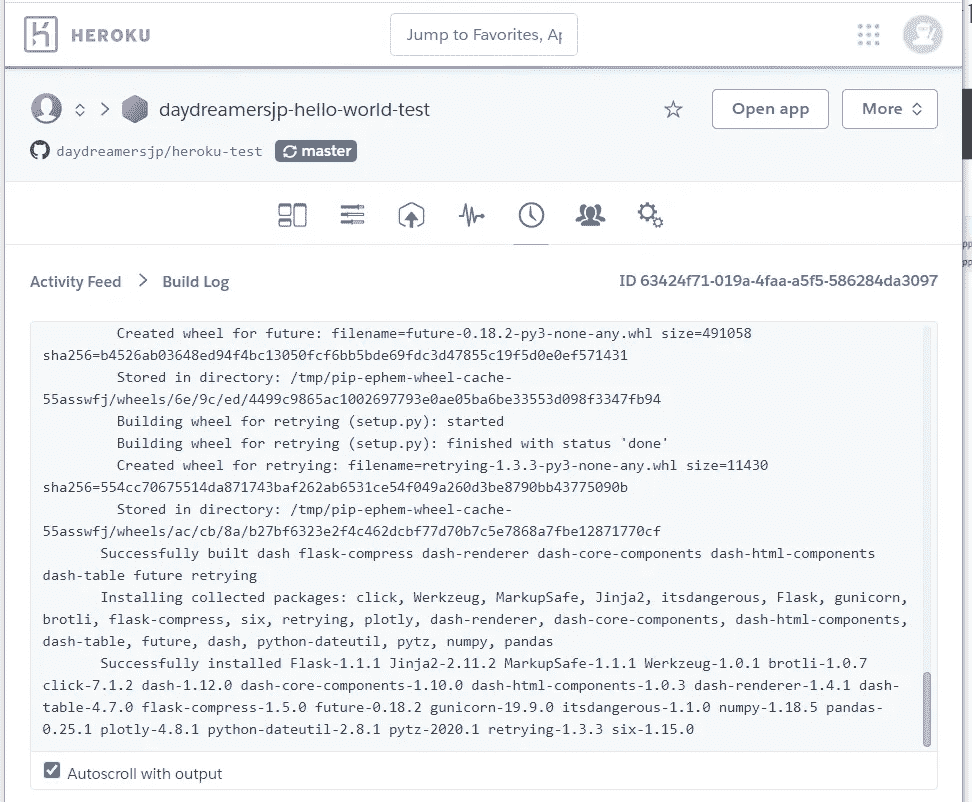 HEROKU
Jump to Favorites, Ap
daydreamersjp-hello-world-test
Open app
More
daydreamersjp/heroku-test
master
Activity Feed > Build Log
ID 63424f71-019a-4faa-a5f5-586284da3097
Created wheel for future: filename=future-0.18.2-py3-none-any.whl size=491058
sha256=b4526ab03648ed94f4bc13050fcf6bb5bde69fdc3d47855c19f5d0e0ef571431
Stored in directory: /tmp/pip-ephem-wheel-cache-
55asswfj/wheels/6e/9c/ed/4499c9865ac1002697793e0ae05ba6be33553d098f3347fb94
Building wheel for retrying (setup.py): started
Building wheel for retrying (setup.py): finished with status 'done'
Created wheel for retrying: filename=retrying-1.3.3-py3-none-any.whl size=11430
sha256=554cc70675514da871743baf262ab6531ce54f049a260d3be8790bb43775090b
Stored in directory: /tmp/pip-ephem-wheel-cache-
55asswfj/wheels/ac/cb/8a/b27bf6323e2f4c462dcbf77d70b7c5e7868a7fbe12871770cf
Successfully built dash flask-compress dash-renderer dash-core-components dash-html-components
dash-table future retrying
Installing collected packages: click, Werkzeug, MarkupSafe, Jinja2, itsdangerous, Flask, gunicorn,
brotli, flask-compress, six, retrying, plotly, dash-renderer, dash-core-components, dash-html-components,
dash-table, future, dash, python-dateutil, pytz, numpy, pandas
Successfully installed Flask-1.1.1 Jinja2-2.11.2 MarkupSafe-1.1.1 Werkzeug-1.0.1 brotli-1.0.7
click-7.1.2 dash-1.12.0 dash-core-components-1.10.0 dash-html-components-1.0.3 dash-renderer-1.4.1 dash-
table-4.7.0 flask-compress-1.5.0 future-0.18.2 gunicorn-19.9.0 itsdangerous-1.1.0 numpy-1.18.5 pandas-
0.25.1 plotly-4.8.1 python-dateutil-2.8.1 pytz-2020.1 retrying-1.3.3 six-1.15.0
Autoscroll with output